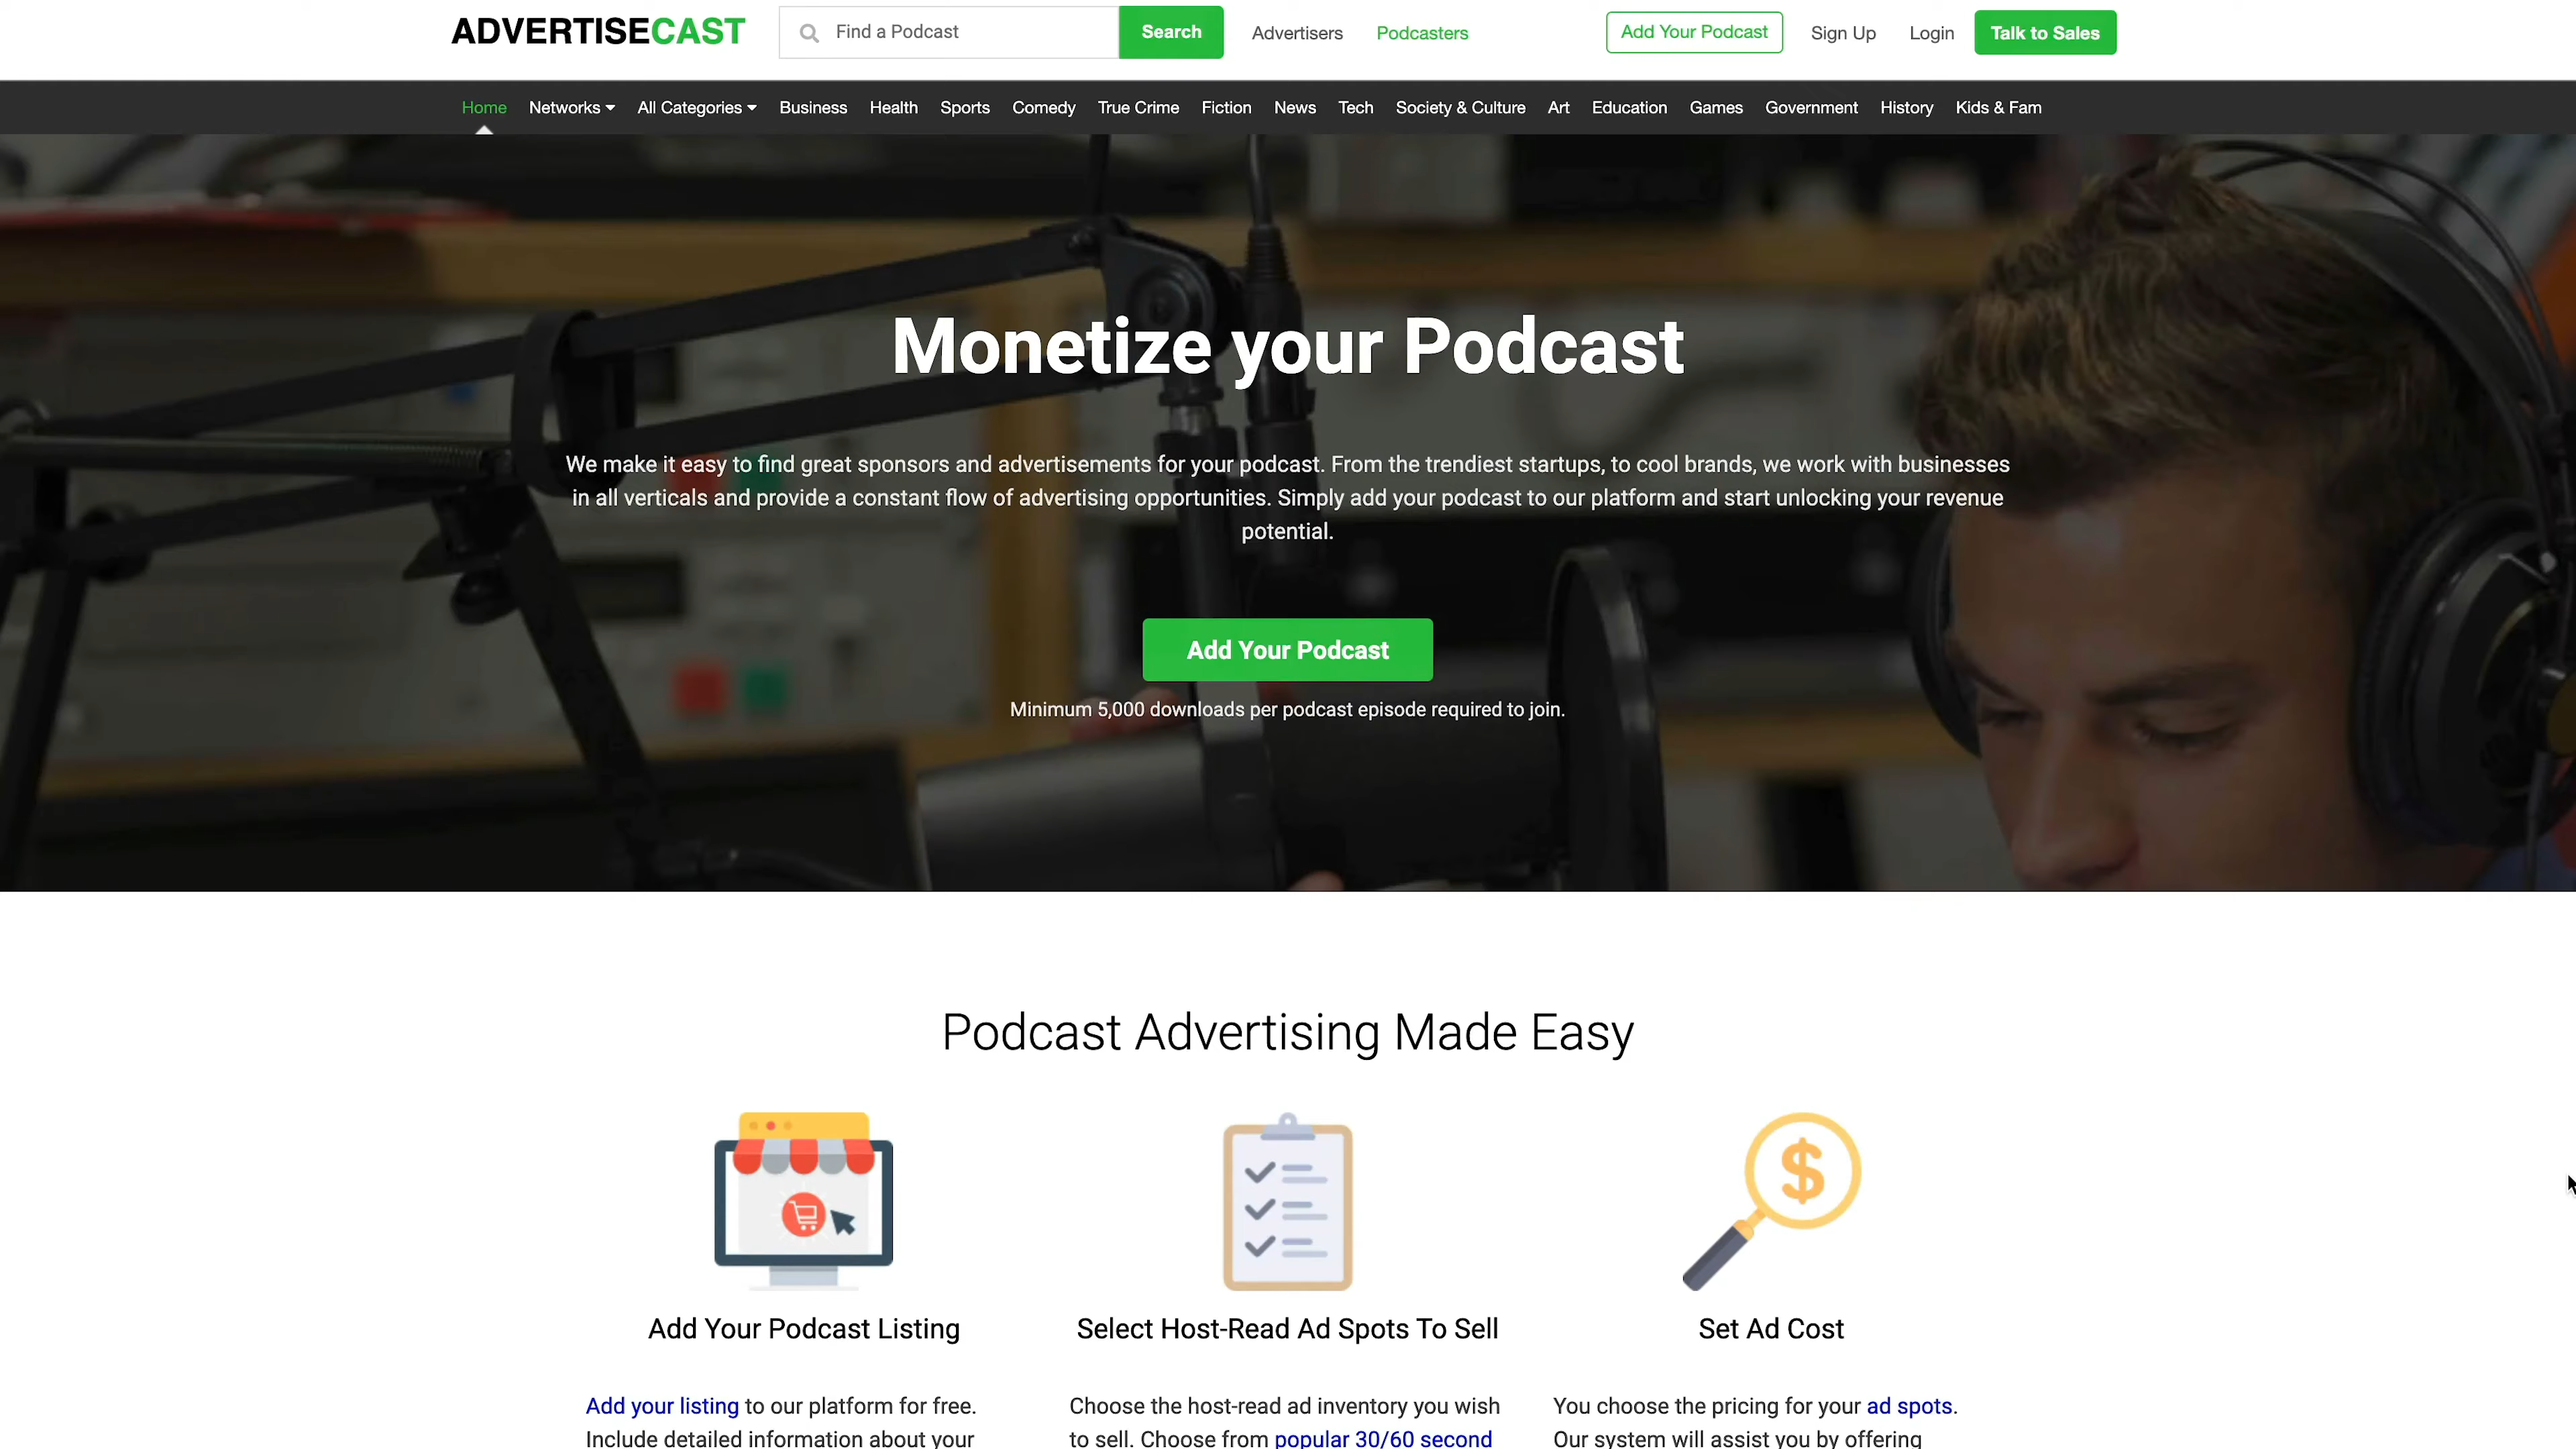 ADVERTISECAST
Find a Podcast
Search
Advertisers
Podcasters
Add Your Podcast
Sign Up
Login
Talk to Sales
Home Networks All Categories Business Health Sports Comedy True Crime Fiction News Tech Society & Culture Art Education Games Government History Kids & Fam
Monetize your Podcast
We make it easy to find great sponsors and advertisements for your podcast. From the trendiest startups, to cool brands, we work with businesses
in all verticals and provide a constant flow of advertising opportunities. Simply add your podcast to our platform and start unlocking your revenue
potential.
Add Your Podcast
Minimum 5,000 downloads per podcast episode required to join.
Podcast Advertising Made Easy
Add Your Podcast Listing
Add your listing to our platform for free.
Include detailed information about your
Select Host-Read Ad Spots To Sell
Choose the host-read ad inventory you wish
to sell. Choose from popular 30/60 second
Set Ad Cost
You choose the pricing for your ad spots.
Our system will assist you by offering